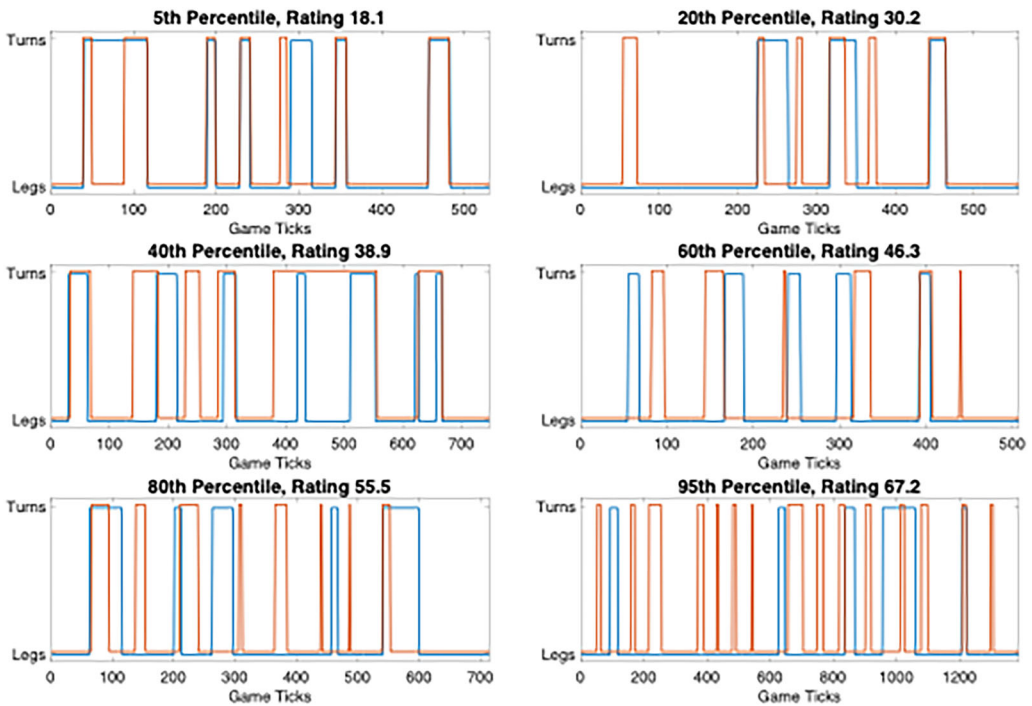 5th Percentile, Rating 18.1
Turns
Legs
0 100 200 300 400 500
Game Ticks
20th Percentile, Rating 30.2
Turns
Legs
0 100 200 300 400 500
Game Ticks
40th Percentile, Rating 38.9
Turns
Legs
0 100 200 300 400 500 600 700
Game Ticks
60th Percentile, Rating 46.3
Turns
Legs
0 100 200 300 400 500
Game Ticks
80th Percentile, Rating 55.5
Turns
Legs
0 100 200 300 400 500 600 700
Game Ticks
95th Percentile, Rating 67.2
Turns
Legs
0 200 400 600 800 1000 1200
Game Ticks